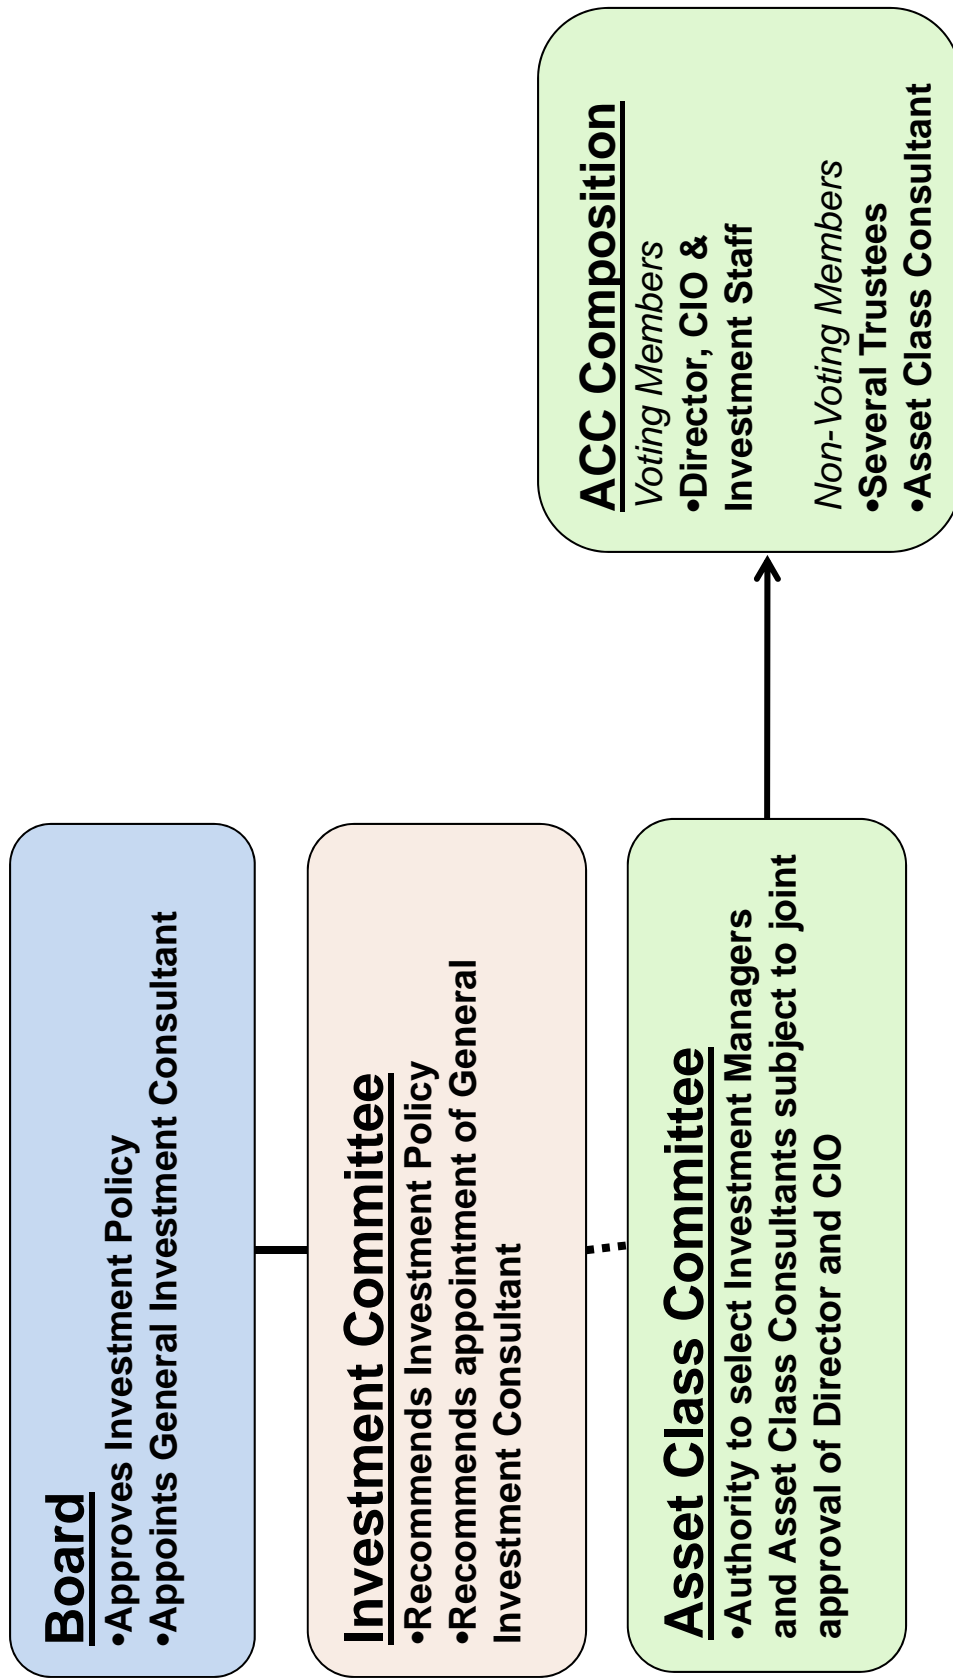 Board
•Approves Investment Policy
•Appoints General Investment Consultant
Investment Committee
•Recommends Investment Policy
•Recommends appointment of General
Investment Consultant
Asset Class Committee
•Authority to select Investment Managers
and Asset Class Consultants subject to joint
approval of Director and CIO
ACC Composition
Voting Members
•Director, CIO &
Investment Staff
Non-Voting Members
•Several Trustees
•Asset Class Consultant